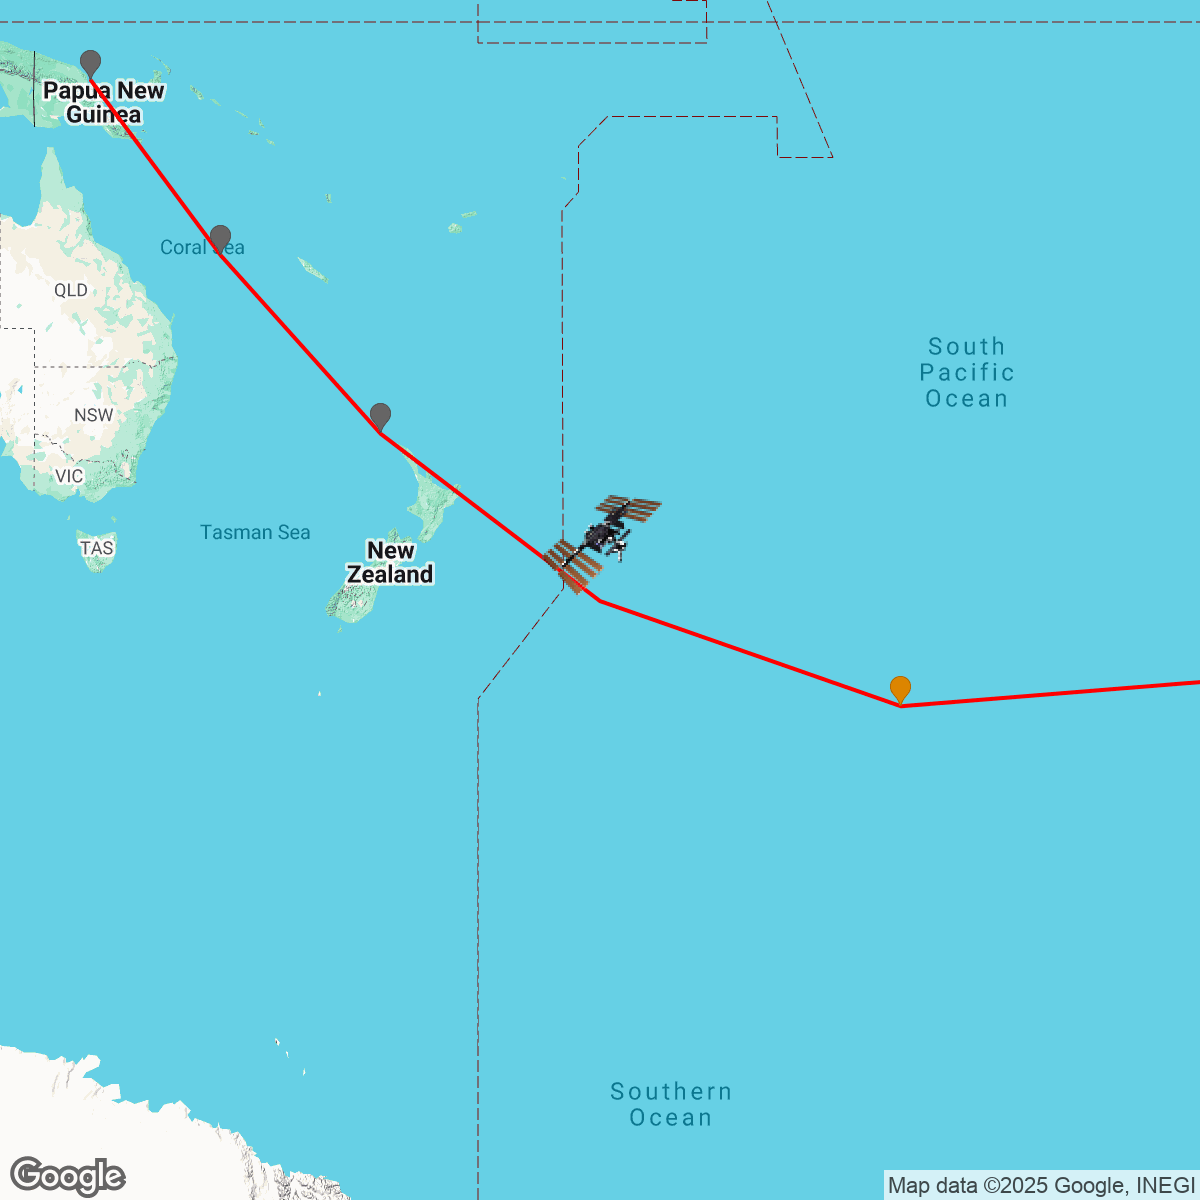 Papua New
Guinea
Coral Sea
QLD
South
Pacific
Ocean
NSW
VIC
Tasman Sea
TAS
New
Zealand
Southern
Ocean
Google
Map data ©2025 Google, INEGI